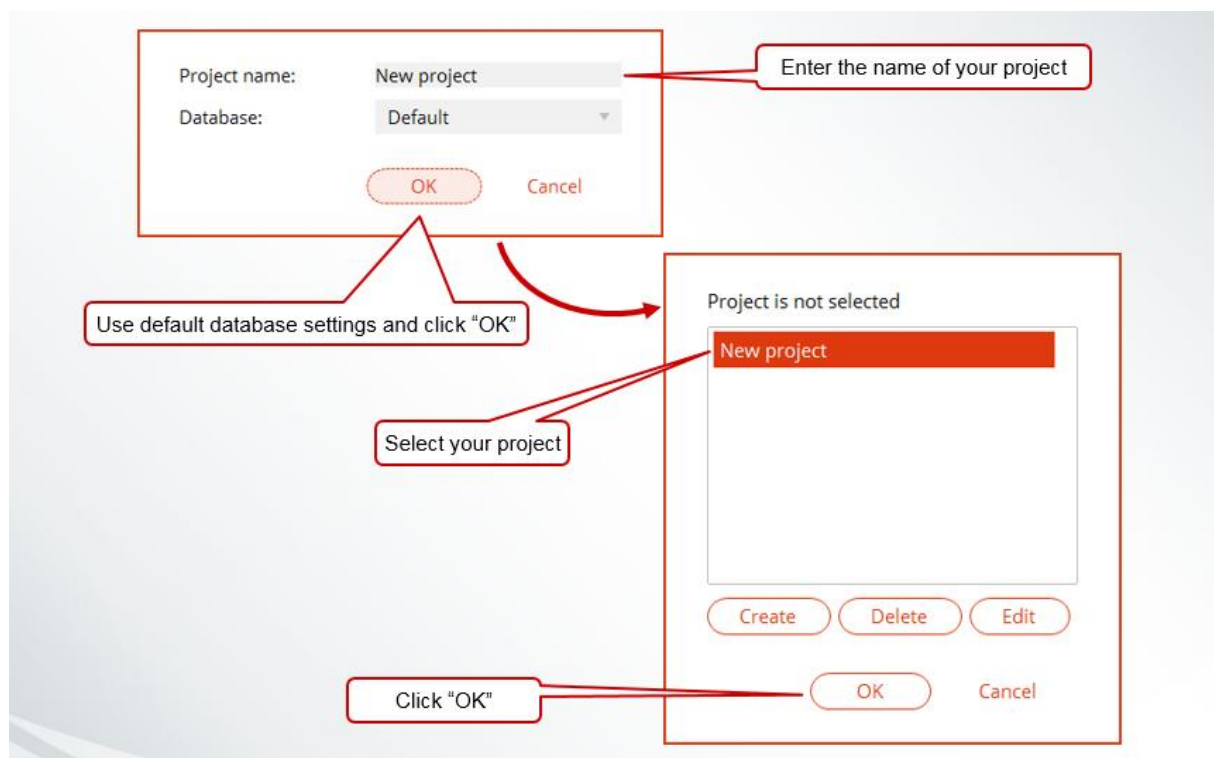 Project name: New project
Enter the name of your project
Database: Default
OK Cancel
Use default database settings and click “OK”
Project is not selected
New project
Select your project
Create Delete Edit
Click “OK”
OK Cancel